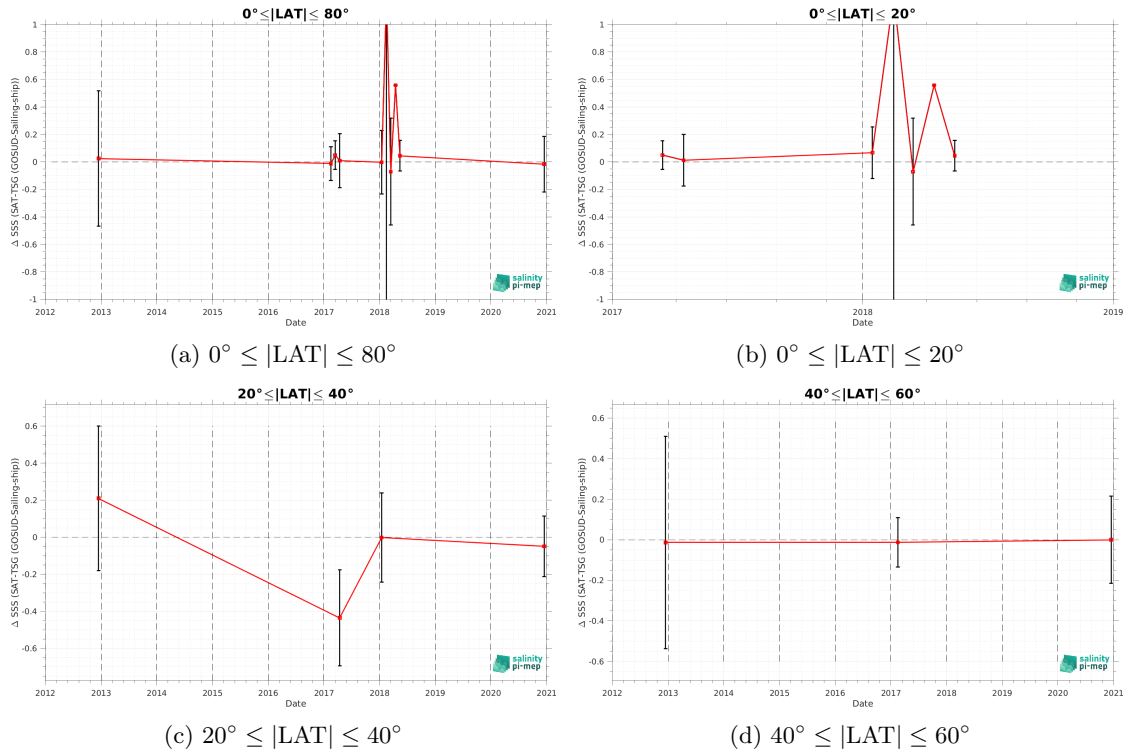 0°≤|LAT|≤ 80°
Δ SSS (SAT-TSG (GOSUD-Sailing-ship))
1
0.8
0.6
0.4
0.2
0
-0.2
-0.4
-0.6
-0.8
-1
2012 2013 2014 2015 2016 2017 2018 2019 2020 2021
Date
salinity
pi-mep
(a) 0° ≤ |LAT| ≤ 80°
0°≤|LAT|≤ 20°
Δ SSS (SAT-TSG (GOSUD-Sailing-ship))
1
0.8
0.6
0.4
0.2
0
-0.2
-0.4
-0.6
-0.8
-1
2017 2018 2019
Date
salinity
pi-mep
(b) 0° ≤ |LAT| ≤ 20°
20°≤|LAT|≤ 40°
Δ SSS (SAT-TSG (GOSUD-Sailing-ship))
0.6
0.4
0.2
0
-0.2
-0.4
-0.6
2012 2013 2014 2015 2016 2017 2018 2019 2020 2021
Date
salinity
pi-mep
(c) 20° ≤ |LAT| ≤ 40°
40°≤|LAT|≤ 60°
Δ SSS (SAT-TSG (GOSUD-Sailing-ship))
0.6
0.4
0.2
0
-0.2
-0.4
-0.6
2012 2013 2014 2015 2016 2017 2018 2019 2020 2021
Date
salinity
pi-mep
(d) 40° ≤ |LAT| ≤ 60°